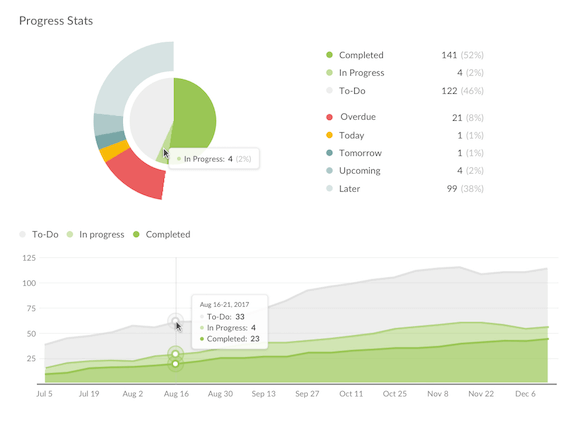 Progress Stats
Completed 141 (52%)
In Progress 4 (2%)
To-Do 122 (46%)
In Progress: 4 (2%)
Overdue 21 (8%)
Today 1 (1%)
Tomorrow 1 (1%)
Upcoming 4 (2%)
Later 99 (38%)
To-Do In progress Completed
125
100
75
50
25
Aug 16-21, 2017
To-Do: 33
In Progress: 4
Completed: 23
Jul 5 Jul 19 Aug 2 Aug 16 Aug 30 Sep 13 Sep 27 Oct 11 Oct 25 Nov 8 Nov 22 Dec 6